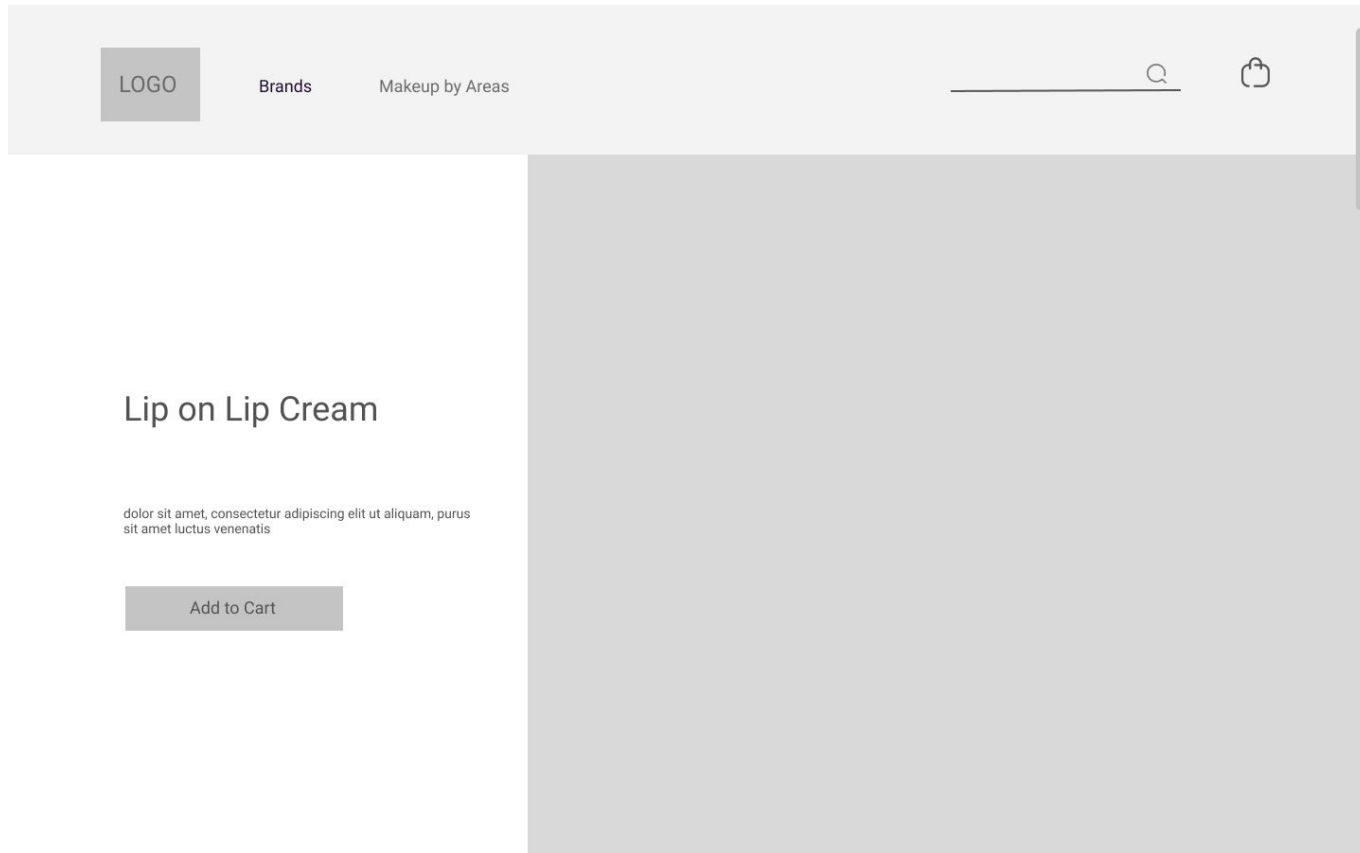 LOGO
Brands
Makeup by Areas
Lip on Lip Cream
dolor sit amet, consectetur adipiscing elit ut aliquam, purus
sit amet luctus venenatis
Add to Cart